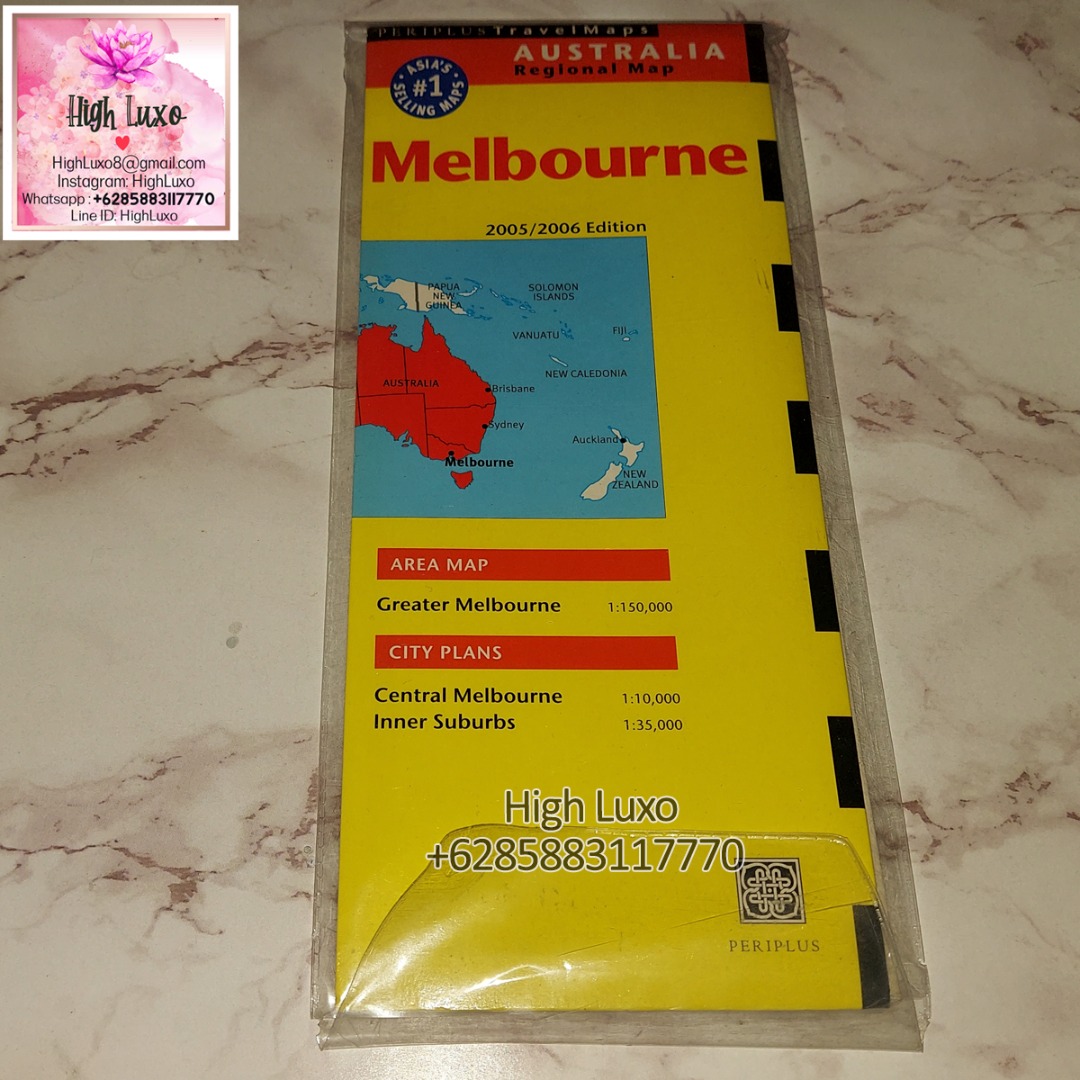 High Luxo
HighLuxo8@gmail.com
Instagram: HighLuxo
Whatsapp : +6285883117770
Line ID: HighLuxo
PERIPLUS TravelMaps
AUSTRALIA
Regional Map
ASIA'S
#1
SELLING MAPS
Melbourne
2005/2006 Edition
PAPUA
NEW
GUINEA
SOLOMON
ISLANDS
VANUATU
FIJI
NEW CALEDONIA
AUSTRALIA
Brisbane
Sydney
Auckland
Melbourne
NEW
ZEALAND
AREA MAP
Greater Melbourne 1:150,000
CITY PLANS
Central Melbourne 1:10,000
Inner Suburbs 1:35,000
High Luxo
+6285883117770
PERIPLUS